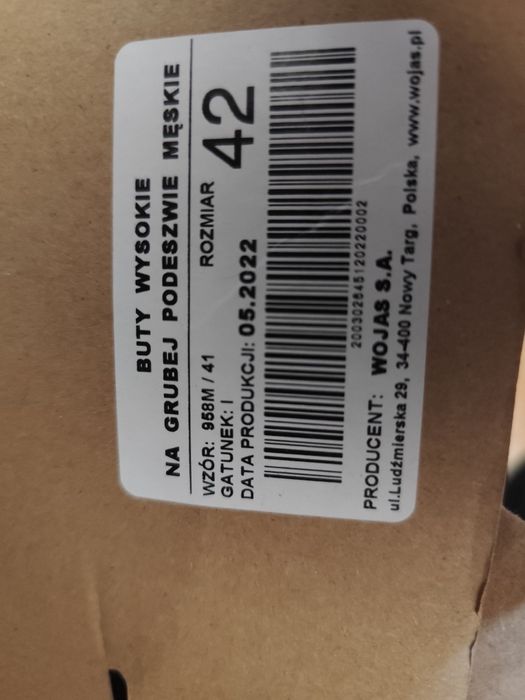 BUTY WYSOKIE
NA GRUBEJ PODESZWIE MĘSKIE
WZÓR: 958M / 41
GATUNEK: I
DATA PRODUKCJI: 05.2022
ROZMIAR 42
200302645120220002
PRODUCENT: WOJAS S.A.
ul.Ludźmierska 29, 34-400 Nowy Targ, Polska, www.wojas.pl